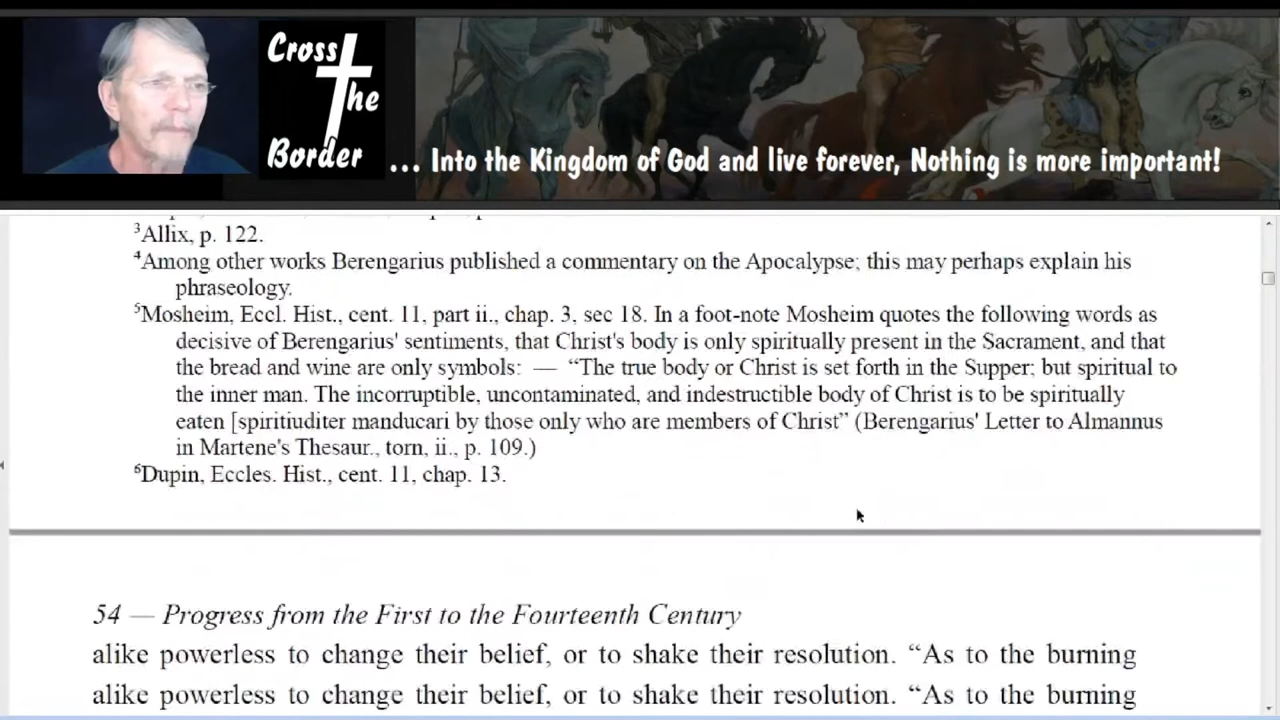 Cross
The
Border
... Into the Kingdom of God and live forever, Nothing is more important!
3Allix, p. 122.
4Among other works Berengarius published a commentary on the Apocalypse; this may perhaps explain his
phraseology.
5Mosheim, Eccl. Hist., cent. 11, part ii., chap. 3, sec 18. In a foot-note Mosheim quotes the following words as
decisive of Berengarius' sentiments, that Christ's body is only spiritually present in the Sacrament, and that
the bread and wine are only symbols: — “The true body or Christ is set forth in the Supper; but spiritual to
the inner man. The incorruptible, uncontaminated, and indestructible body of Christ is to be spiritually
eaten [spiritiuditer manducari by those only who are members of Christ” (Berengarius' Letter to Almannus
in Martene's Thesaur., torn, ii., p. 109.)
6Dupin, Eccles. Hist., cent. 11, chap. 13.
54 — Progress from the First to the Fourteenth Century
alike powerless to change their belief, or to shake their resolution. “As to the burning
alike powerless to change their belief, or to shake their resolution. “As to the burning